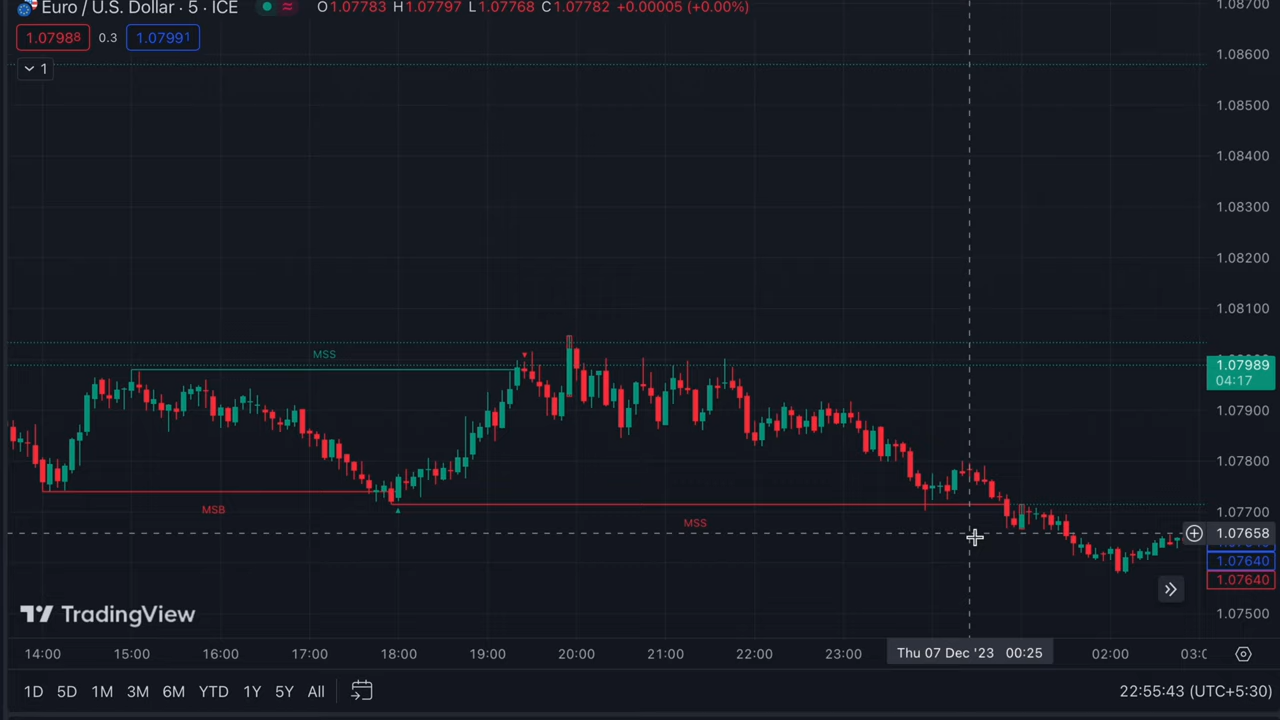 Euro / U.S. Dollar · 5 · ICE O1.07783 H1.07797 L1.07768 C1.07782 +0.00005 (+0.00%)
1.07988 0.3 1.07991
1
1.08700
1.08600
1.08500
1.08400
1.08300
1.08200
1.08100
MSS
1.07989
04:17
1.07900
1.07800
MSB
MSS
1.07700
1.07658
1.07640
1.07640
TradingView
1.07500
14:00 15:00 16:00 17:00 18:00 19:00 20:00 21:00 22:00 23:00 Thu 07 Dec '23 00:25 02:00
1D 5D 1M 3M 6M YTD 1Y 5Y All 22:55:43 (UTC+5:30)